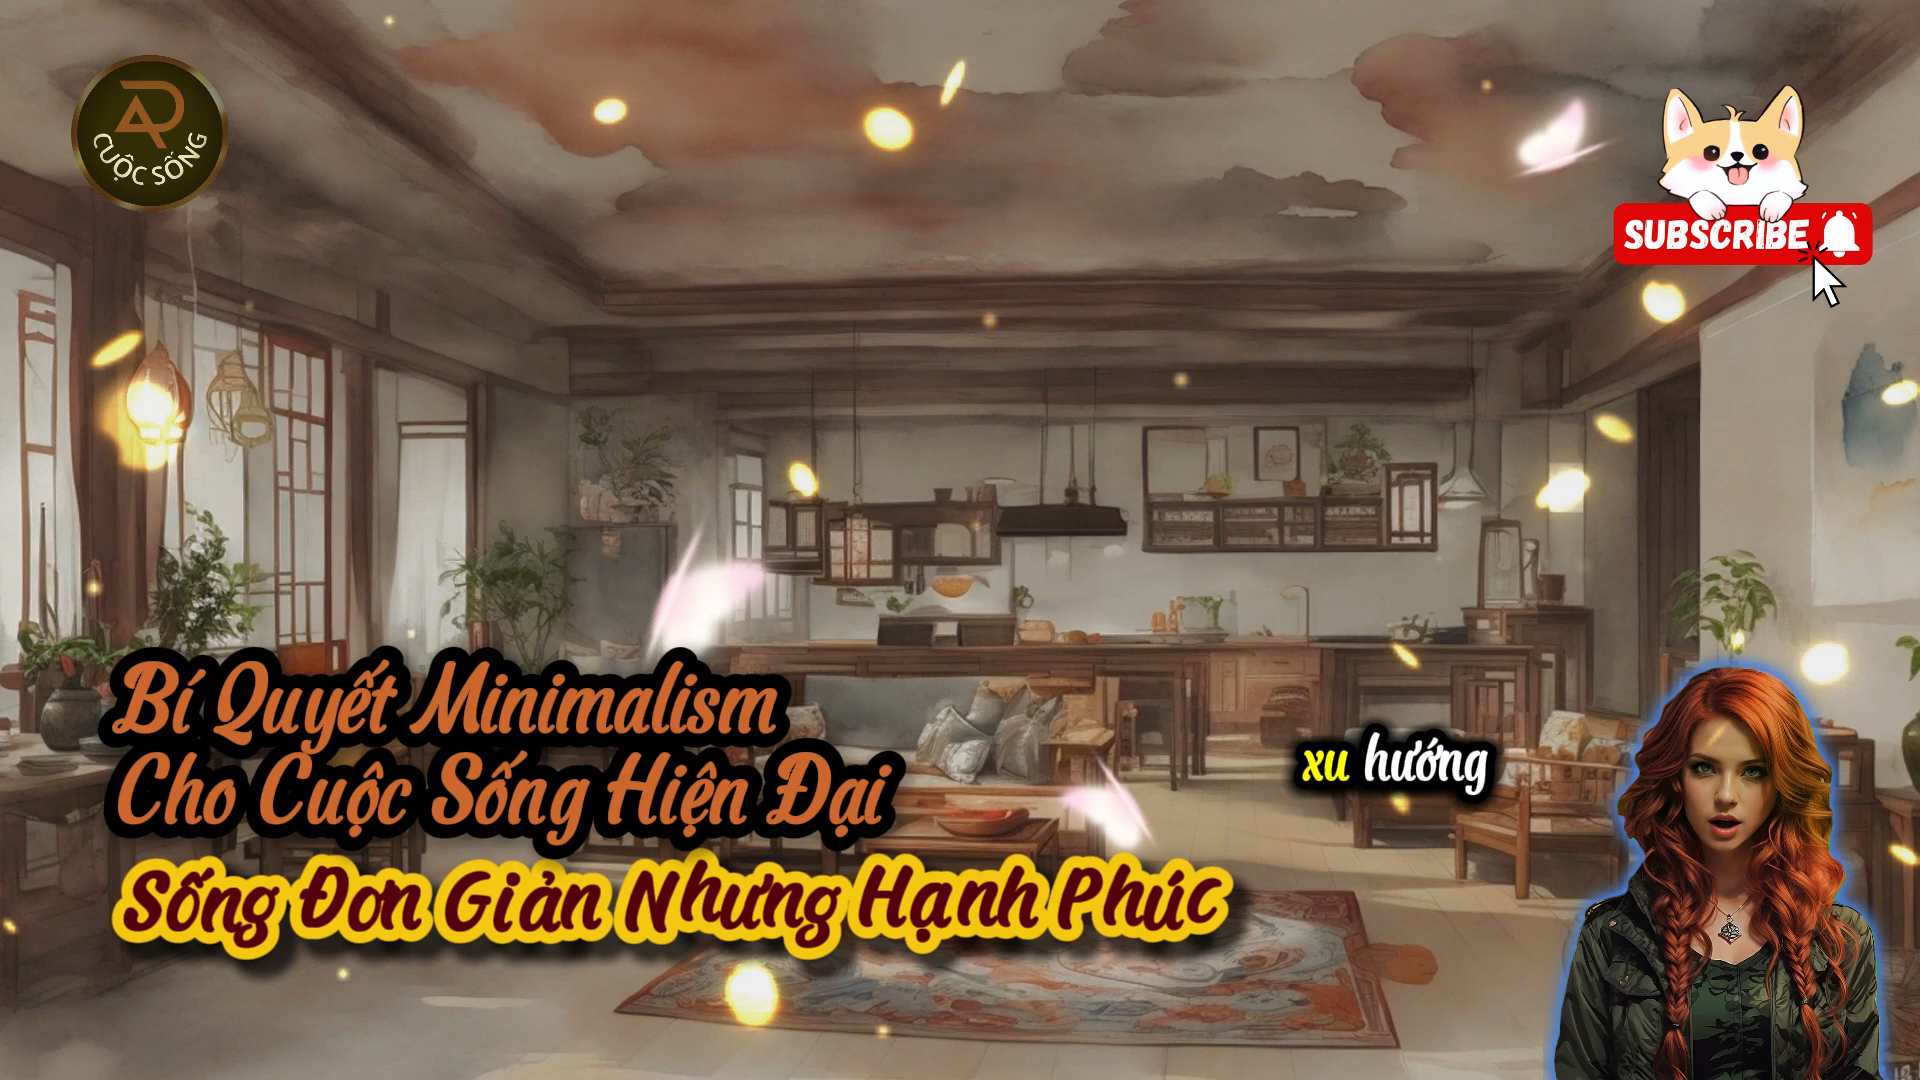 CUỘC SỐNG
SUBSCRIBE
Bí Quyết Minimalism
Cho Cuộc Sống Hiện Đại
xu hướng
Sống Đơn Giản Nhưng Hạnh Phúc